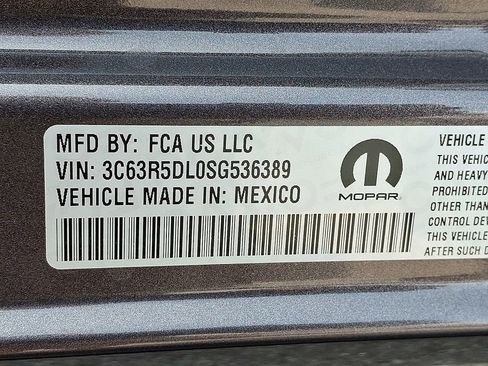 MFD BY: FCA US LLC
VIN: 3C63R5DL0SG536389
VEHICLE MADE IN: MEXICO
MOPAR
VEHICLE
THIS VEHIC
AND HEAVY
PROHIBITED
OTHER THAN
CONTROL DEV
THIS VEHICLE
AFTER SUCH D